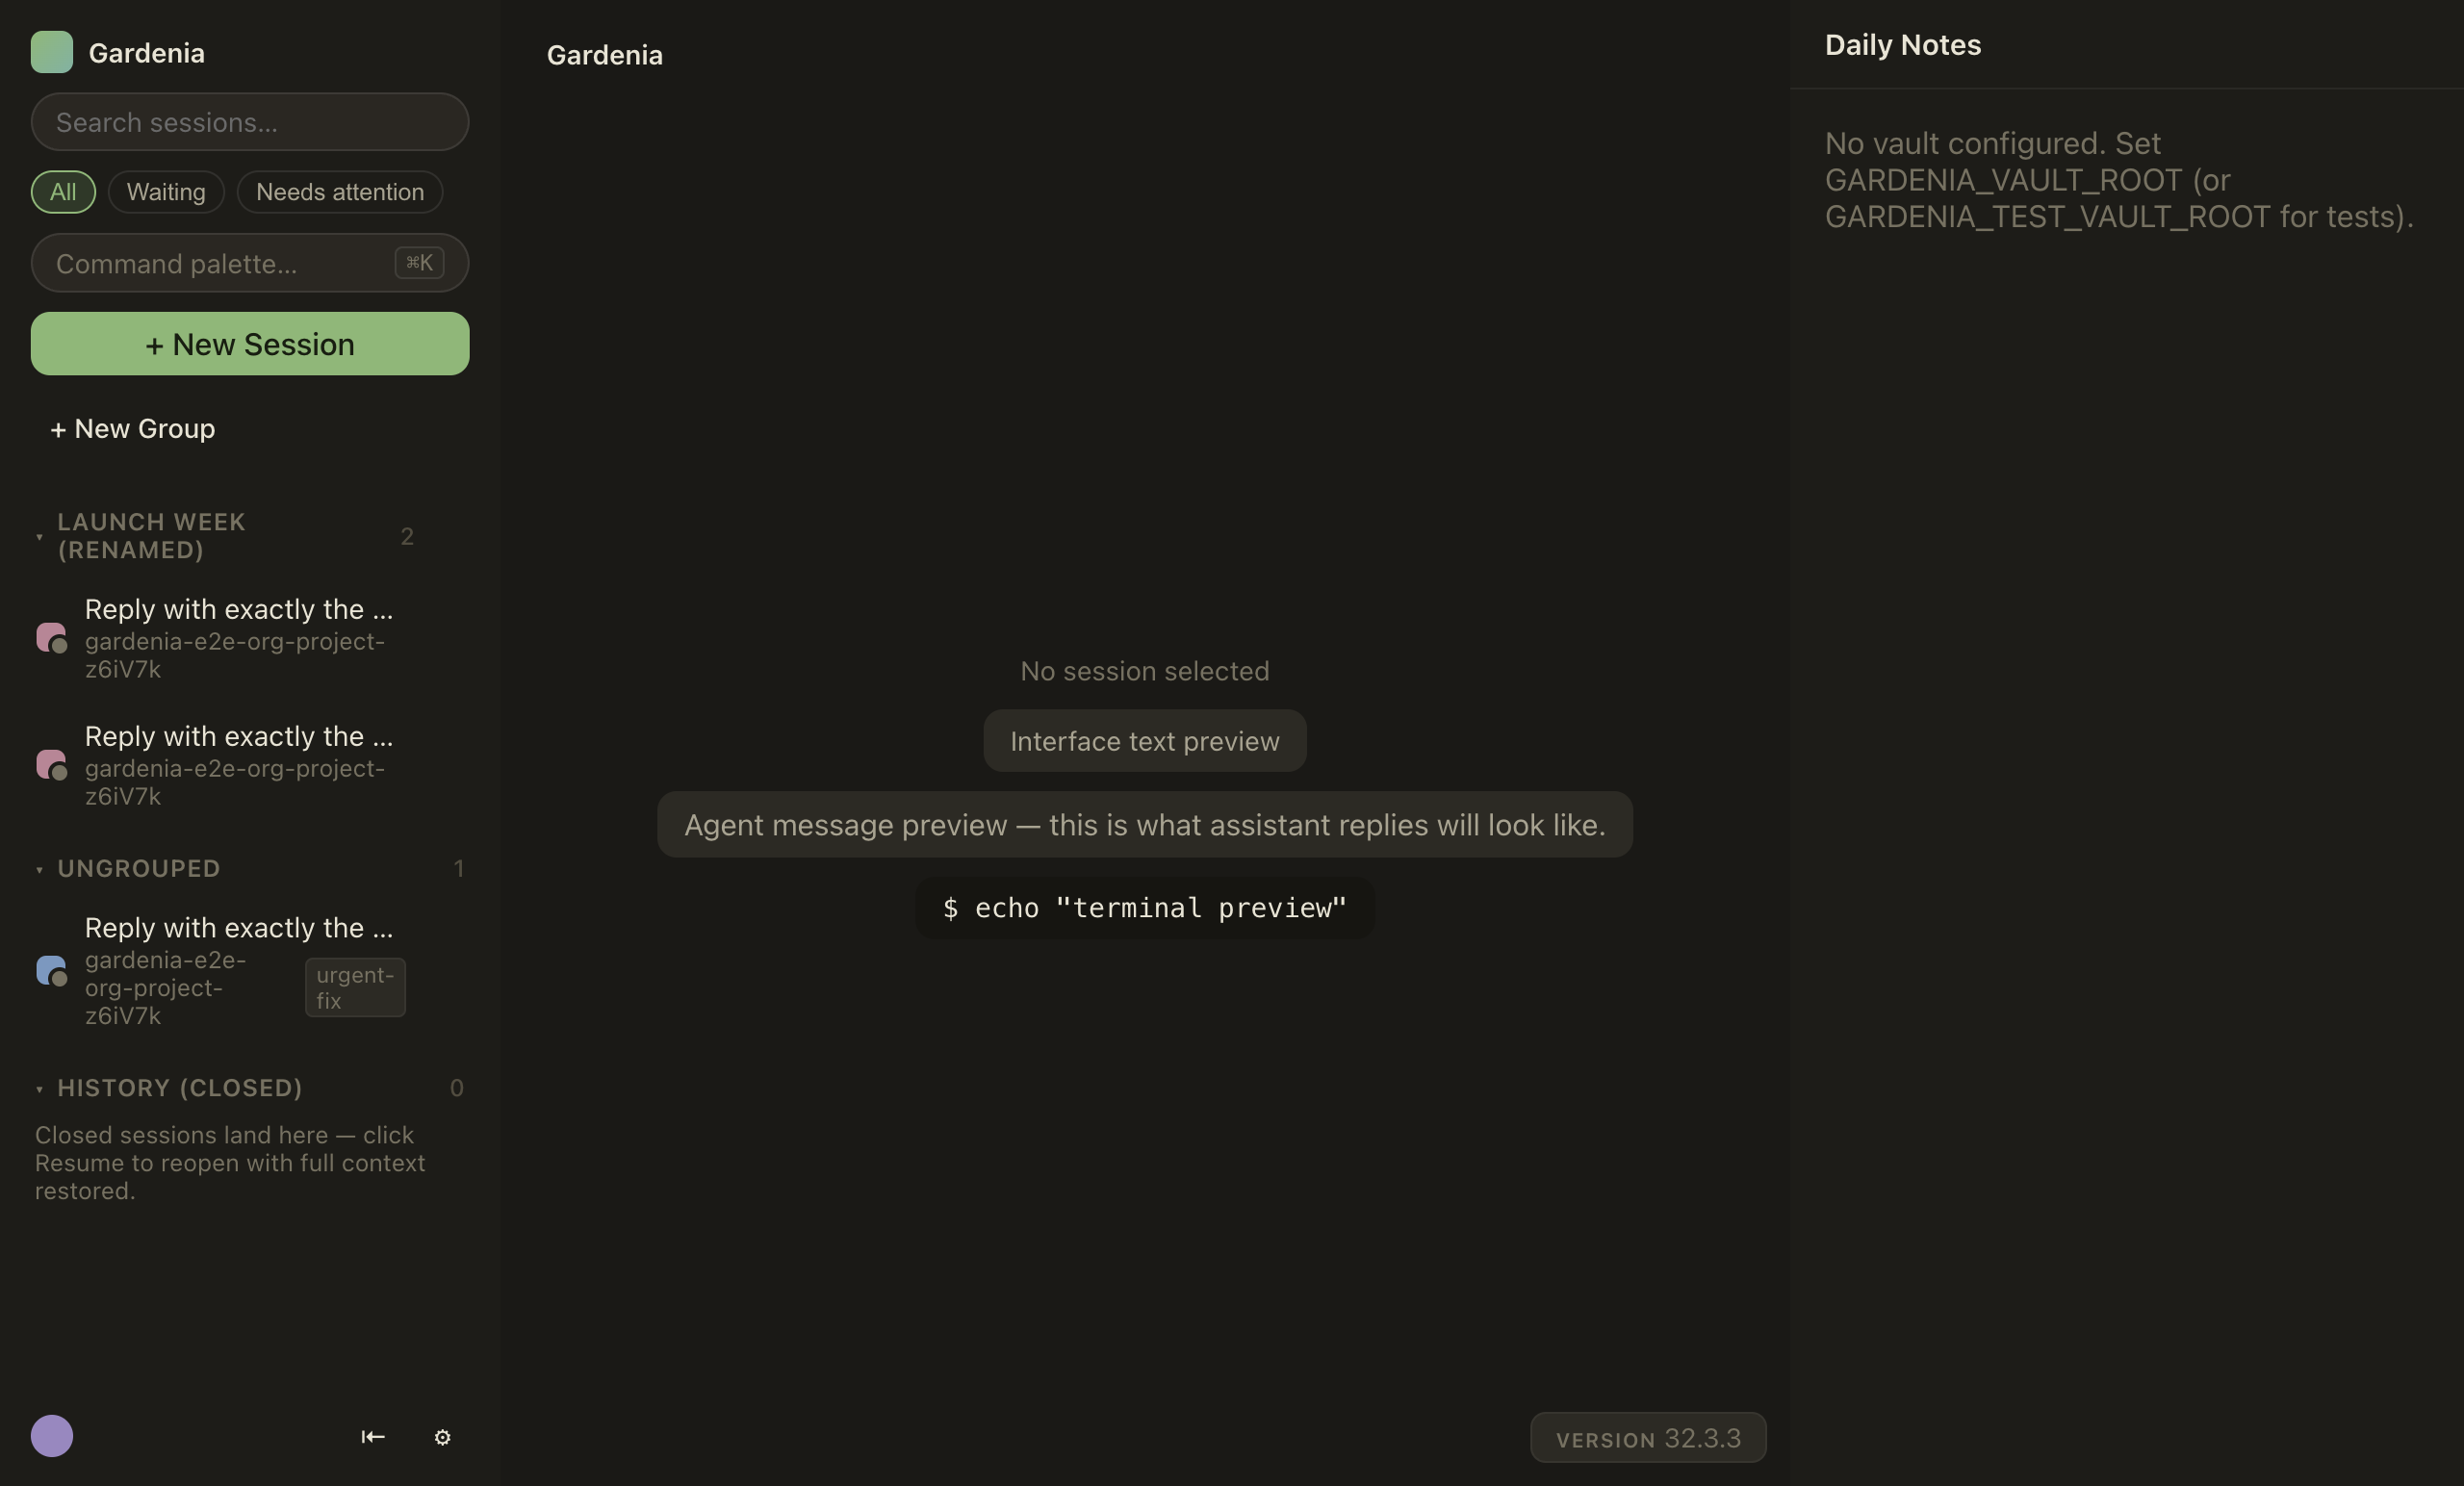 Gardenia
Search sessions...
All
Waiting
Needs attention
Command palette...
⌘K
+ New Session
+ New Group
LAUNCH WEEK
(RENAMED)
2
Reply with exactly the ...
gardenia-e2e-org-project-
z6iV7k
Reply with exactly the ...
gardenia-e2e-org-project-
z6iV7k
UNGROUPED
1
Reply with exactly the ...
gardenia-e2e-
org-project-
z6iV7k
urgent-
fix
HISTORY (CLOSED)
0
Closed sessions land here — click
Resume to reopen with full context
restored.
Gardenia
No session selected
Interface text preview
Agent message preview — this is what assistant replies will look like.
$ echo "terminal preview"
VERSION 32.3.3
Daily Notes
No vault configured. Set
GARDENIA_VAULT_ROOT (or
GARDENIA_TEST_VAULT_ROOT for tests).